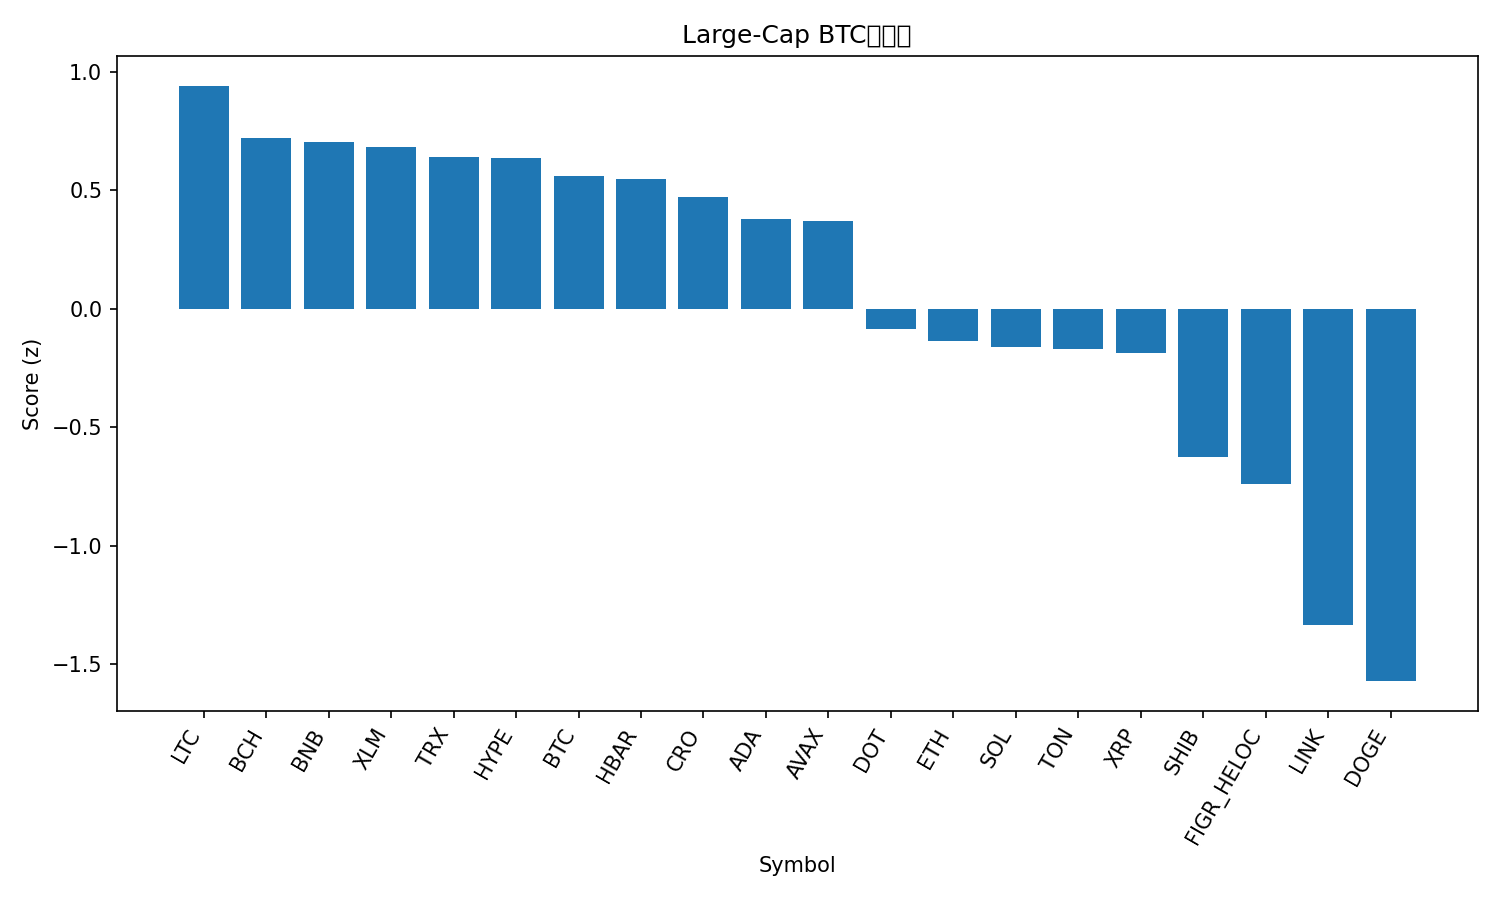 Large-Cap BTC
1.0
0.5
0.0
−0.5
−1.0
−1.5
Score (z)
LTC
BCH
BNB
XLM
TRX
HYPE
BTC
HBAR
CRO
ADA
AVAX
DOT
ETH
SOL
TON
XRP
SHIB
FIGR_HELOC
LINK
DOGE
Symbol